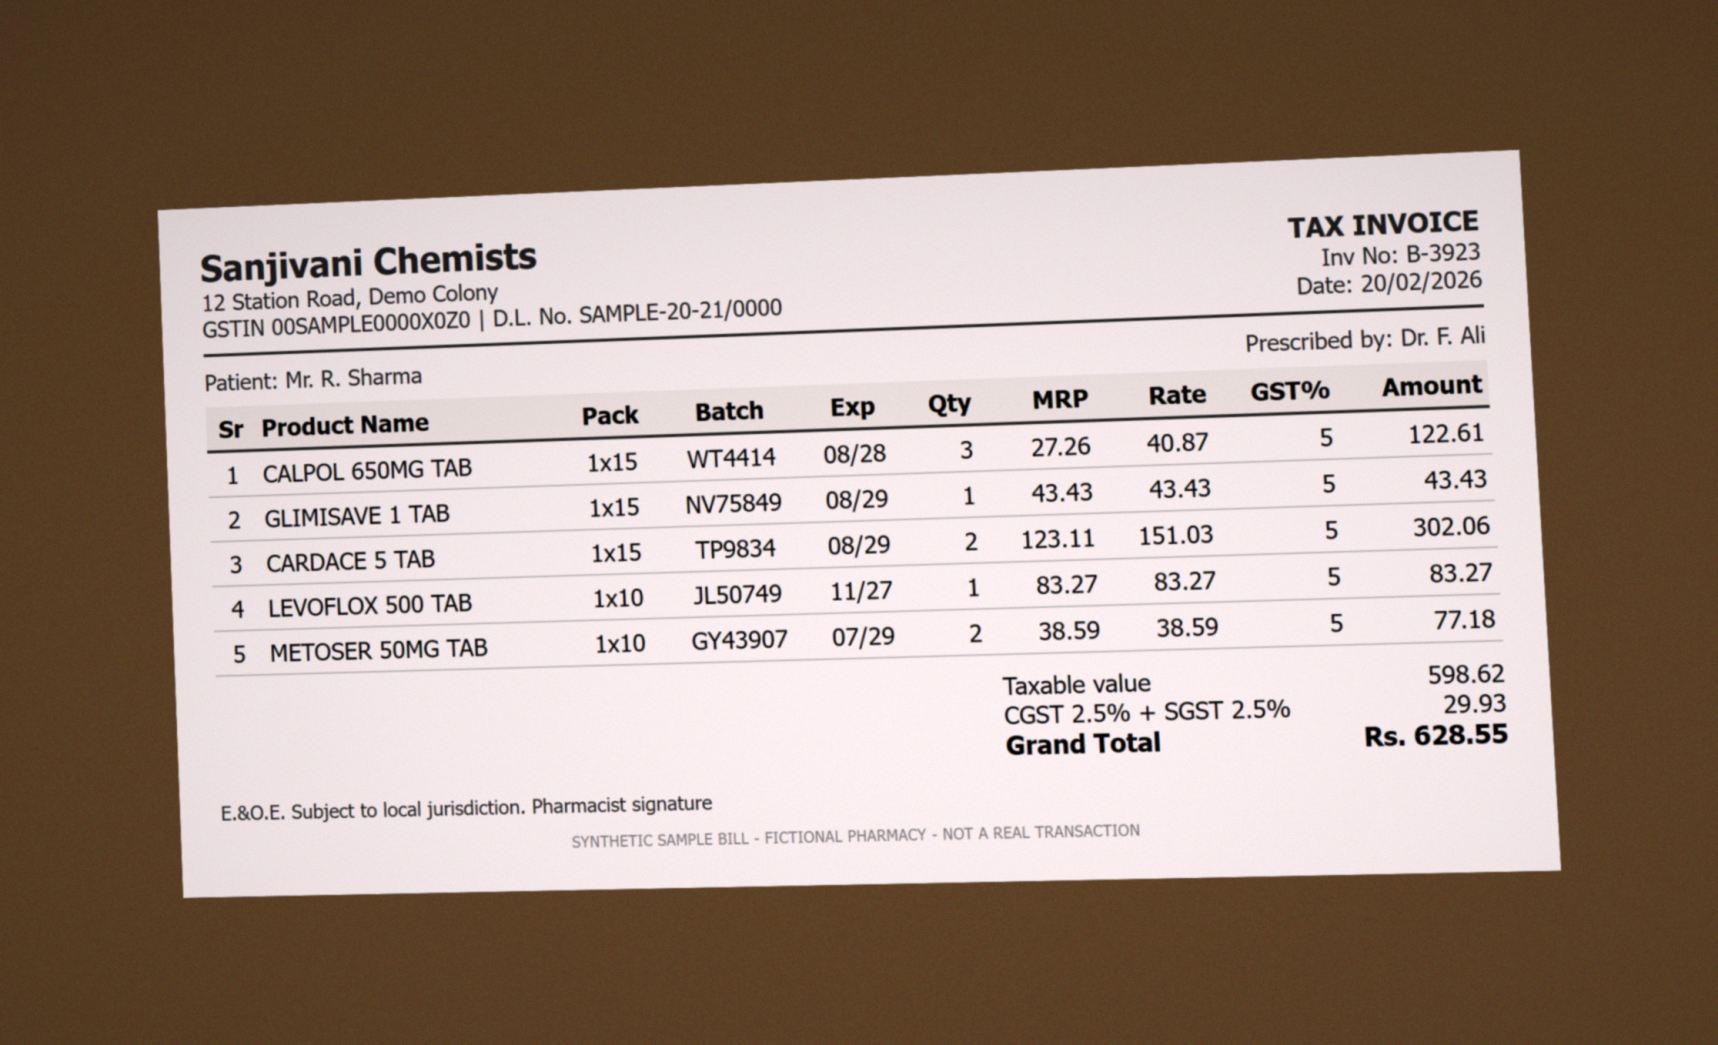 Sanjivani Chemists
12 Station Road, Demo Colony
GSTIN 00SAMPLE0000X0Z0 | D.L. No. SAMPLE-20-21/0000
TAX INVOICE
Inv No: B-3923
Date: 20/02/2026
Patient: Mr. R. Sharma
Prescribed by: Dr. F. Ali
Sr Product Name Pack Batch Exp Qty MRP Rate GST% Amount
1 CALPOL 650MG TAB 1x15 WT4414 08/28 3 27.26 40.87 5 122.61
2 GLIMISAVE 1 TAB 1x15 NV75849 08/29 1 43.43 43.43 5 43.43
3 CARDACE 5 TAB 1x15 TP9834 08/29 2 123.11 151.03 5 302.06
4 LEVOFLOX 500 TAB 1x10 JL50749 11/27 1 83.27 83.27 5 83.27
5 METOSER 50MG TAB 1x10 GY43907 07/29 2 38.59 38.59 5 77.18
Taxable value 598.62
CGST 2.5% + SGST 2.5% 29.93
Grand Total Rs. 628.55
E.&O.E. Subject to local jurisdiction. Pharmacist signature
SYNTHETIC SAMPLE BILL - FICTIONAL PHARMACY - NOT A REAL TRANSACTION